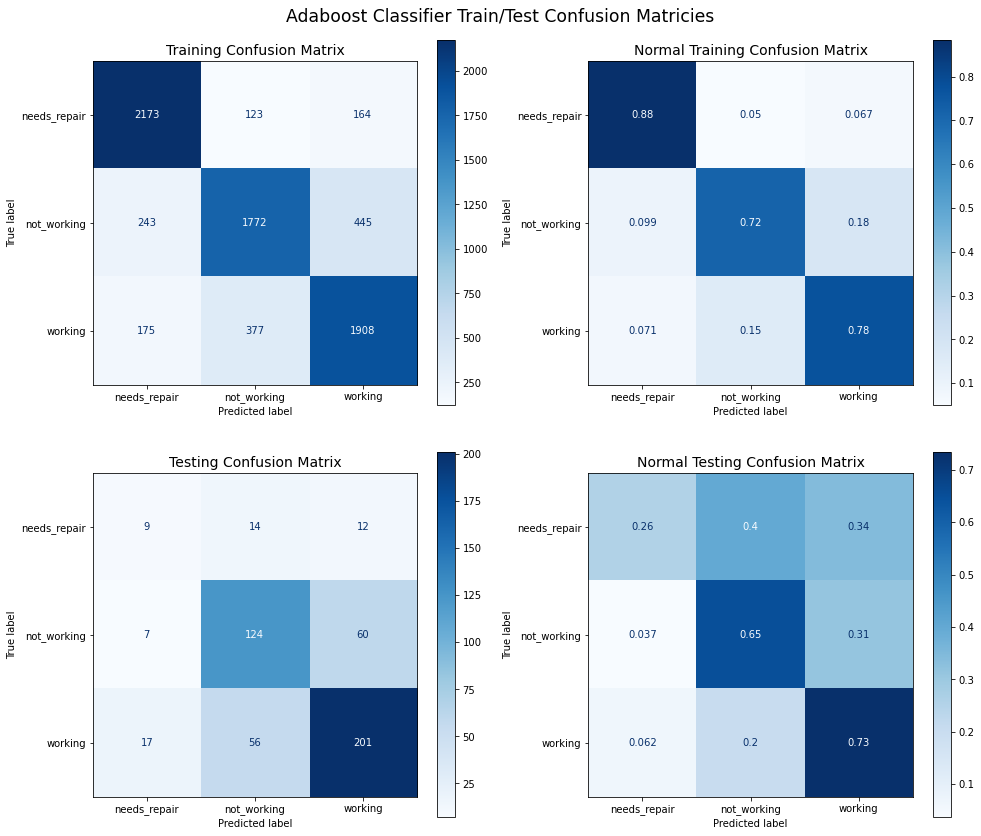 Adaboost Classifier Train/Test Confusion Matricies
Training Confusion Matrix
True label
needs_repair
not_working
working
2173 123 164
243 1772 445
175 377 1908
needs_repair not_working working
Predicted label
2000
1750
1500
1250
1000
750
500
250
Normal Training Confusion Matrix
True label
needs_repair
not_working
working
0.88 0.05 0.067
0.099 0.72 0.18
0.071 0.15 0.78
needs_repair not_working working
Predicted label
0.8
0.7
0.6
0.5
0.4
0.3
0.2
0.1
Testing Confusion Matrix
True label
needs_repair
not_working
working
9 14 12
7 124 60
17 56 201
needs_repair not_working working
Predicted label
200
175
150
125
100
75
50
25
Normal Testing Confusion Matrix
True label
needs_repair
not_working
working
0.26 0.4 0.34
0.037 0.65 0.31
0.062 0.2 0.73
needs_repair not_working working
Predicted label
0.7
0.6
0.5
0.4
0.3
0.2
0.1